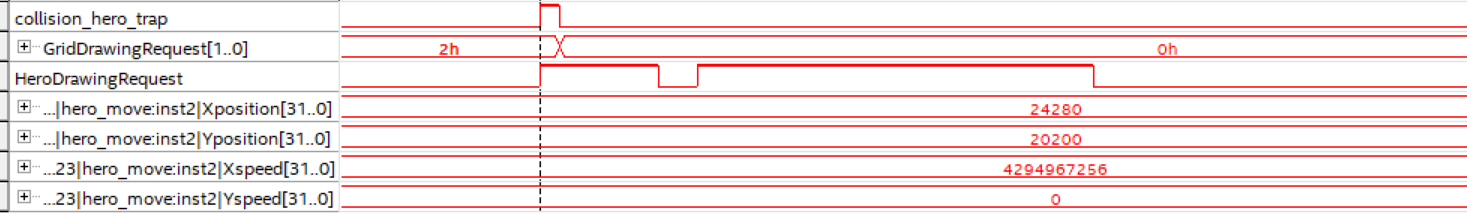 collision_hero_trap
GridDrawingRequest[1..0] 2h 0h
HeroDrawingRequest
...|hero_move:inst2|Xposition[31..0] 24280
...|hero_move:inst2|Yposition[31..0] 20200
...23|hero_move:inst2|Xspeed[31..0] 4294967256
...23|hero_move:inst2|Yspeed[31..0] 0